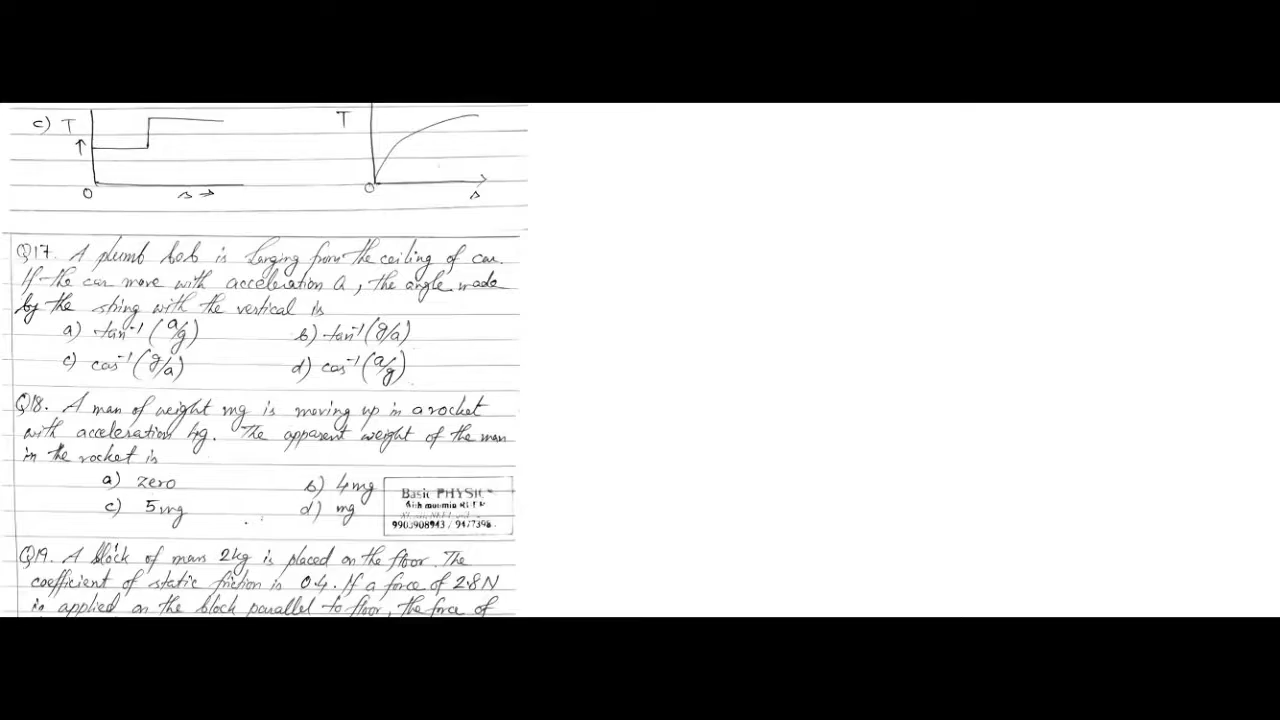 c) T
T
0
s →
0
s
Q17. A plumb bob is hanging from the ceiling of car.
If the car move with acceleration a, the angle made
by the string with the vertical is
a) tan⁻¹ (a/g) b) tan⁻¹ (g/a)
c) cos⁻¹ (g/a) d) cos⁻¹ (a/g)
Q18. A man of weight mg is moving up in a rocket
with acceleration 4g. The apparent weight of the man
in the rocket is
a) zero b) 4mg
c) 5mg d) mg
Basic PHYSIC
9903908943 / 9477398
Q19. A block of mass 2kg is placed on the floor. The
coefficient of static friction is 0.4. If a force of 2.8N
is applied on the block parallel to floor, the force of